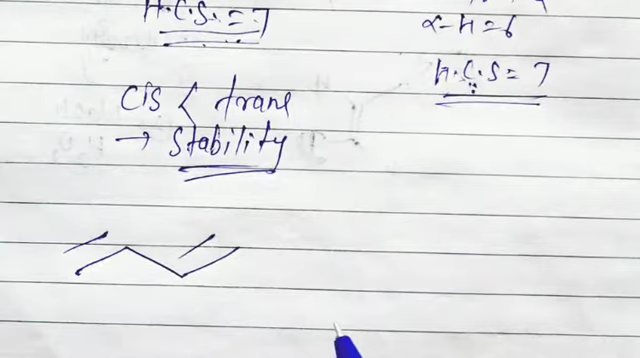 H.C.S. = 7
α-H = 6
H.C.S = 7
Cis < trans
→ Stability